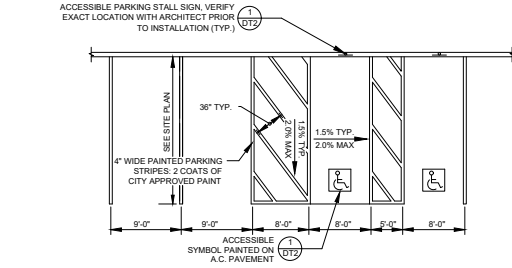 ACCESSIBLE PARKING STALL SIGN, VERIFY
EXACT LOCATION WITH ARCHITECT PRIOR
TO INSTALLATION (TYP.)
1
DT2
SEE SITE PLAN
36" TYP.
1.5% TYP.
2.0% MAX
1.5% TYP.
2.0% MAX
4" WIDE PAINTED PARKING
STRIPES: 2 COATS OF
CITY APPROVED PAINT
9'-0"
9'-0"
8'-0"
8'-0"
5'-0"
8'-0"
ACCESSIBLE
SYMBOL PAINTED ON
A.C. PAVEMENT
1
DT2